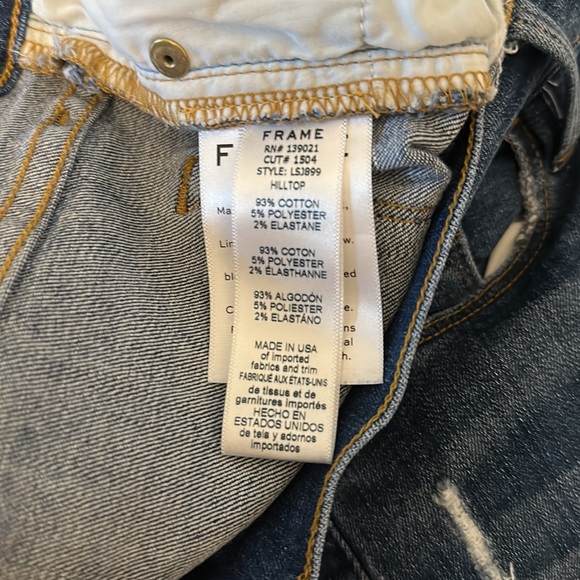 FRAME
RN# 139021
CUT# 1504
STYLE: LSJ899
HILLTOP
93% COTTON
5% POLYESTER
2% ELASTANE
93% COTON
5% POLYESTER
2% ÉLASTHANNE
93% ALGODÓN
5% POLIESTER
2% ELASTÁNO
MADE IN USA
of imported
fabrics and trim
FABRIQUÉ AUX ÉTATS-UNIS
de tissus et de
garnitures importés
HECHO EN
ESTADOS UNIDOS
de tela y adornos
importados
F